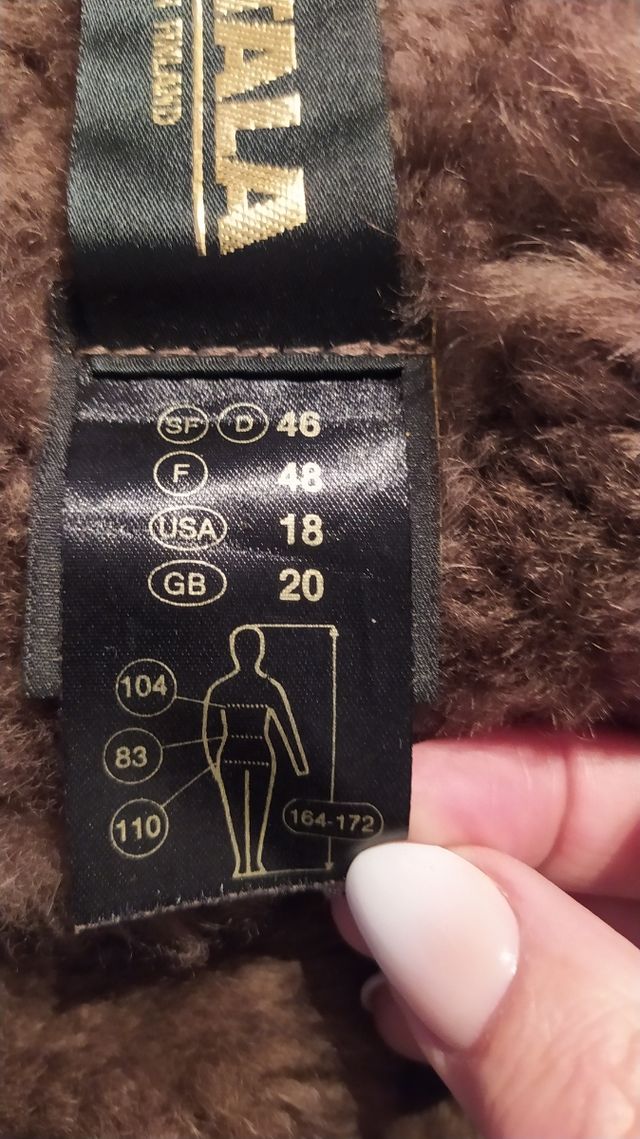 TALA
FINLAND
SF D 46
F 48
USA 18
GB 20
104
83
110
164-172